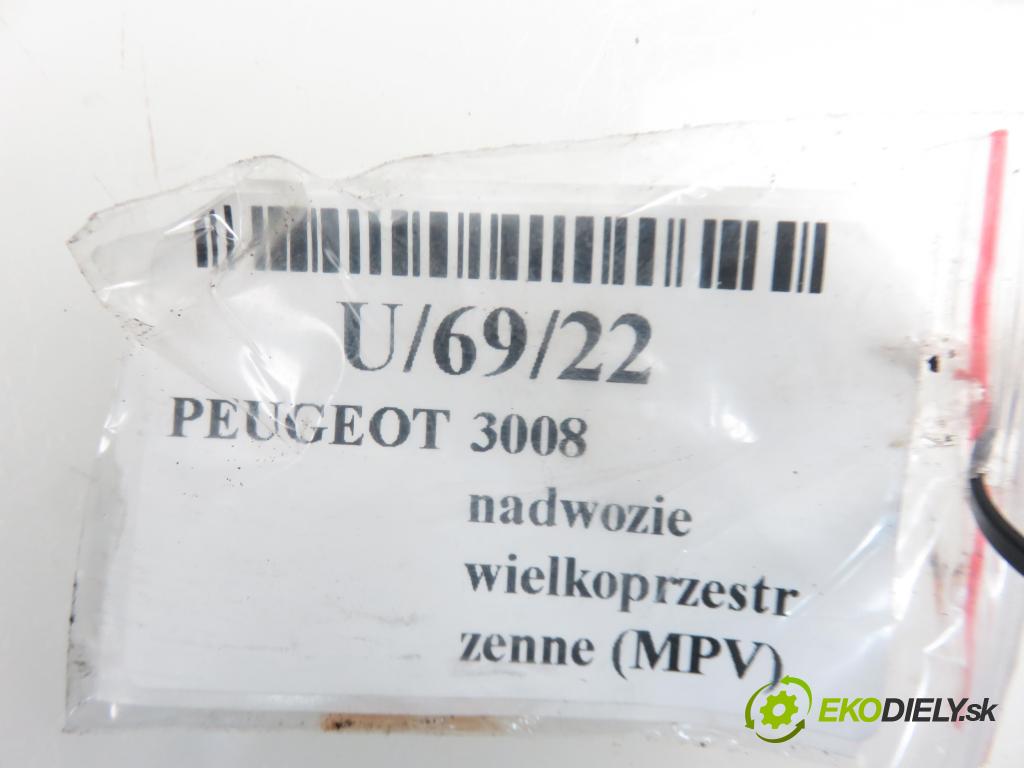 U/69/22
PEUGEOT 3008
nadwozie
wielkoprzestr
zenne (MPV)
EKODIELY.sk